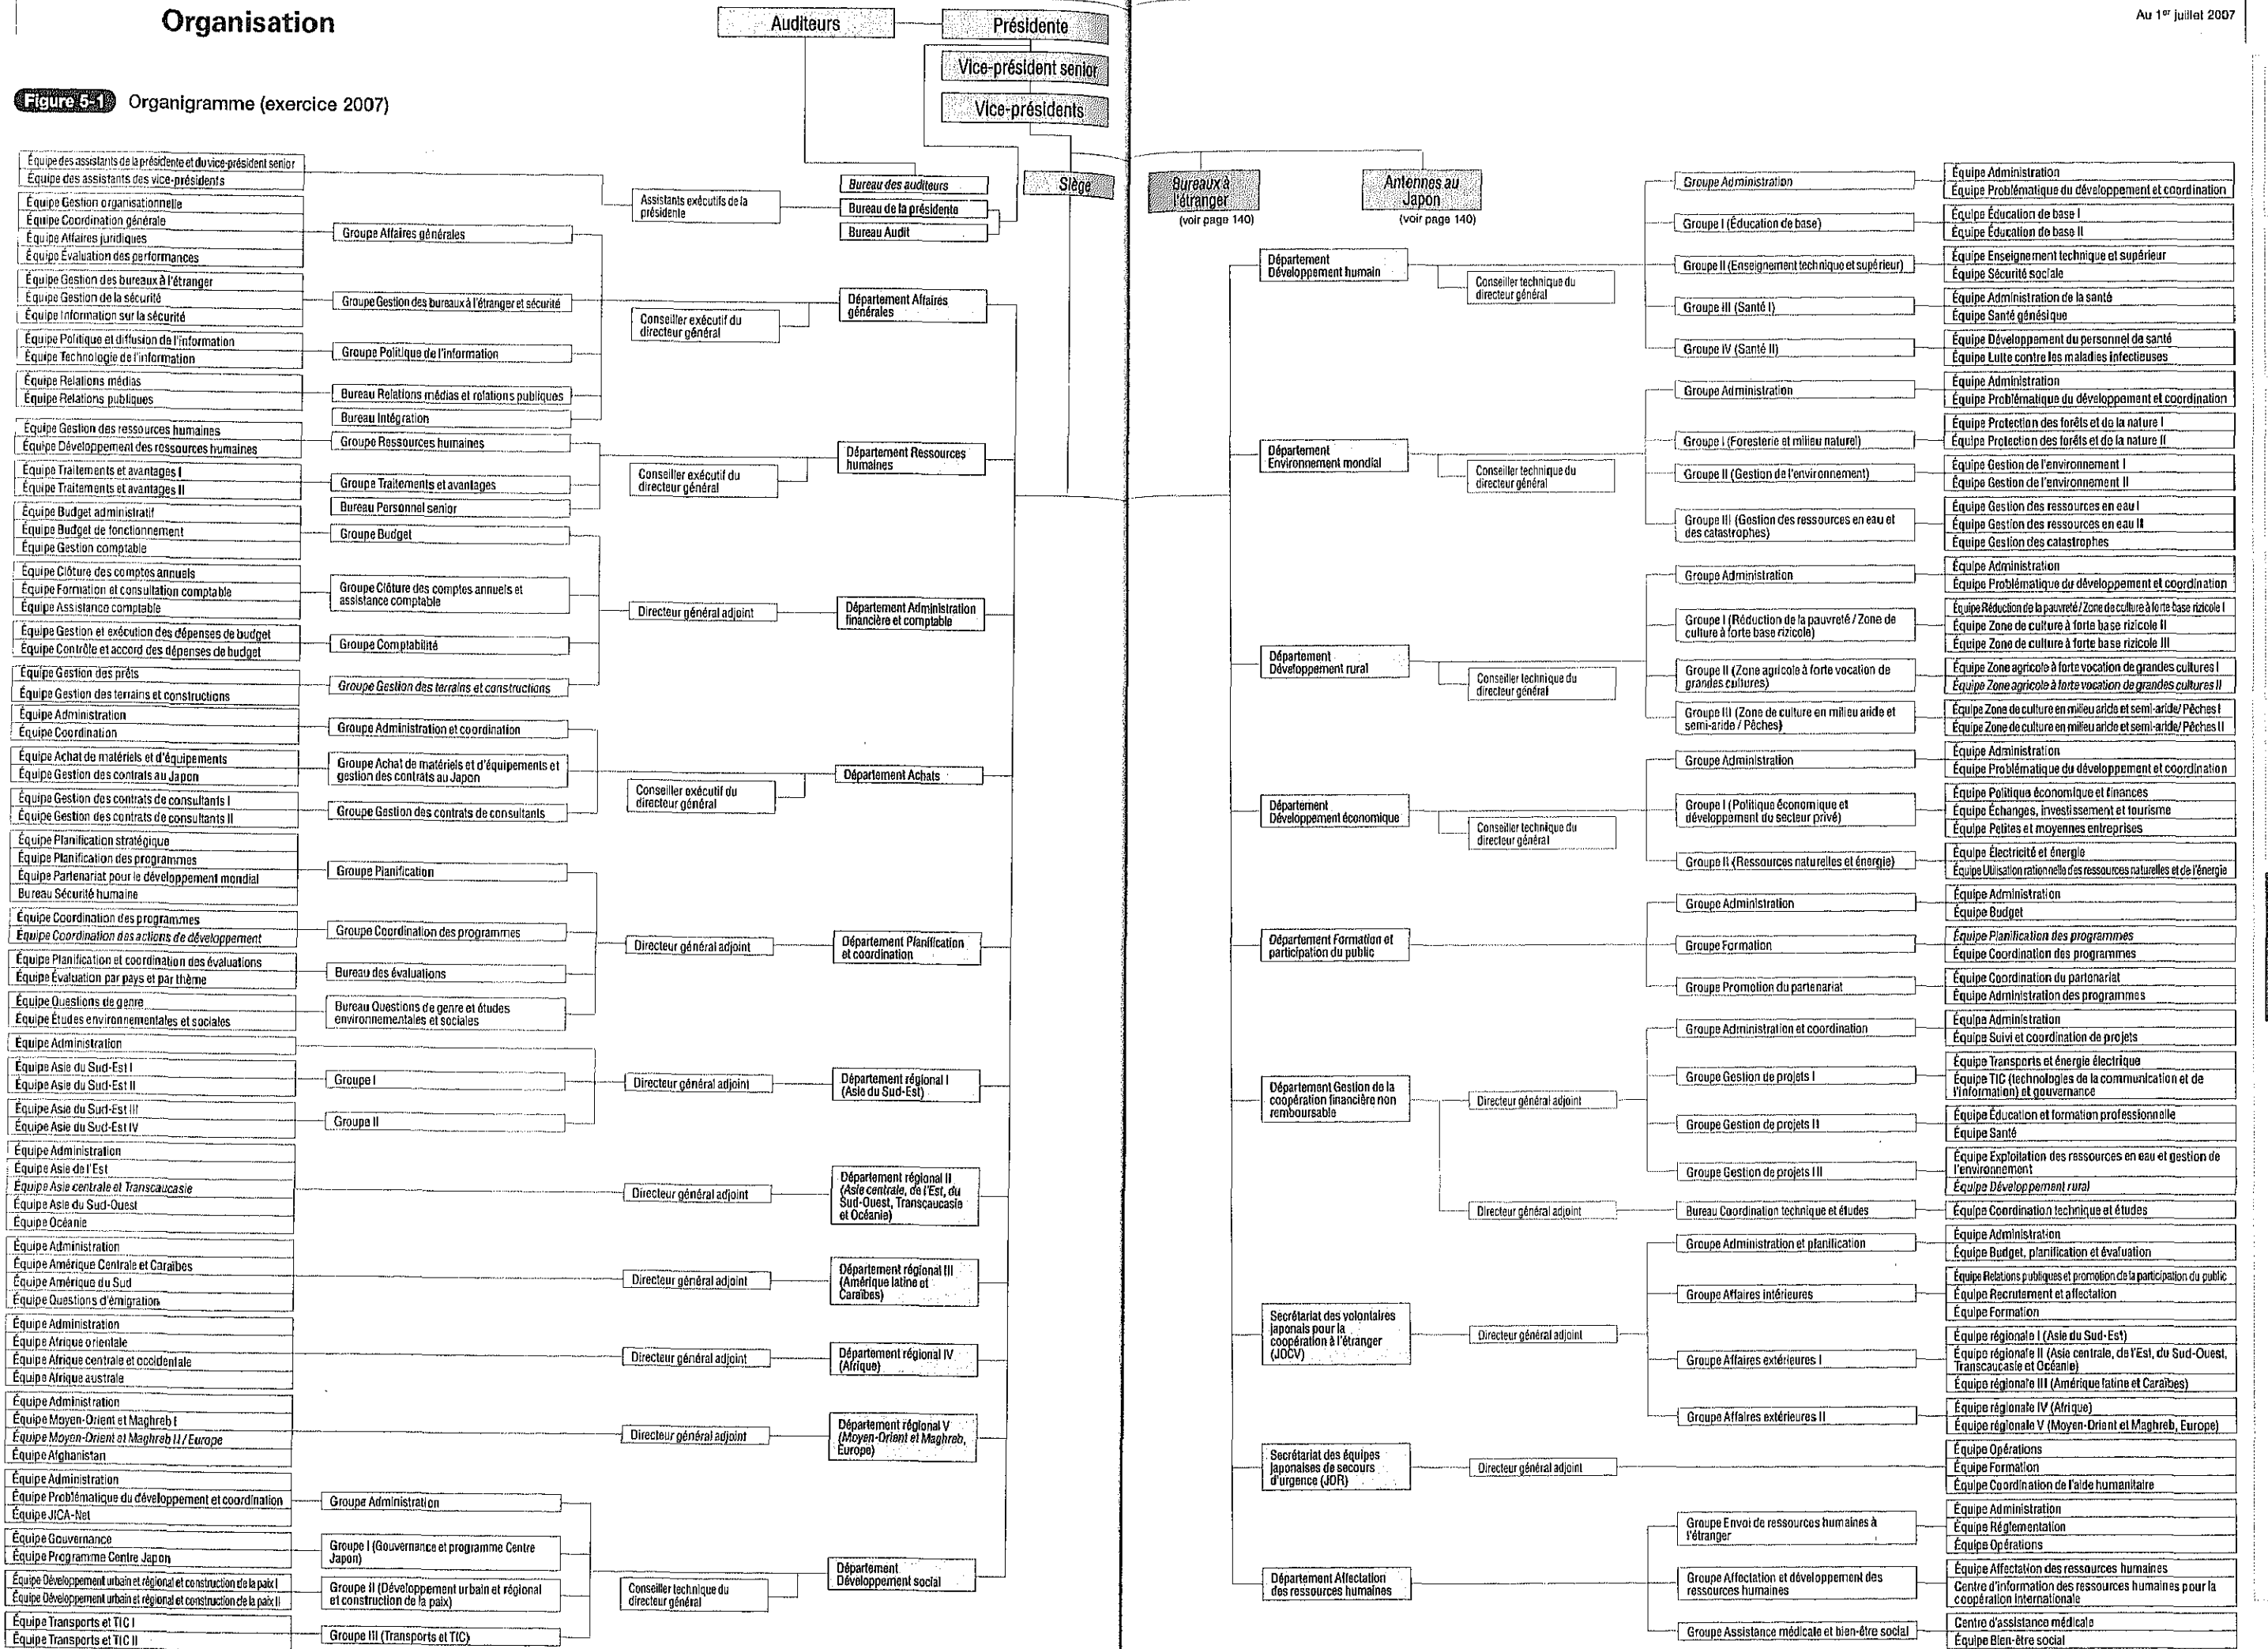 Organisation
Au 1er juillet 2007
Figure 5-1 Organigramme (exercice 2007)
Auditeurs
Présidente
Vice-président senior
Vice-présidents
Siège
Bureaux à
l'étranger
(voir page 140)
Antennes au
Japon
(voir page 140)
Équipe des assistants de la présidente et du vice-président senior
Équipe des assistants des vice-présidents
Assistants exécutifs de la
présidente
Bureau des auditeurs
Bureau de la présidente
Bureau Audit
Équipe Gestion organisationnelle
Équipe Coordination générale
Équipe Affaires juridiques
Équipe Évaluation des performances
Groupe Affaires générales
Équipe Gestion des bureaux à l'étranger
Équipe Gestion de la sécurité
Équipe Information sur la sécurité
Groupe Gestion des bureaux à l'étranger et sécurité
Conseiller exécutif du
directeur général
Département Affaires
générales
Équipe Politique et diffusion de l'information
Équipe Technologie de l'information
Groupe Politique de l'information
Équipe Relations médias
Équipe Relations publiques
Bureau Relations médias et relations publiques
Bureau Intégration
Équipe Gestion des ressources humaines
Équipe Développement des ressources humaines
Groupe Ressources humaines
Conseiller exécutif du
directeur général
Département Ressources
humaines
Équipe Traitements et avantages I
Équipe Traitements et avantages II
Groupe Traitements et avantages
Bureau Personnel senior
Équipe Budget administratif
Équipe Budget de fonctionnement
Équipe Gestion comptable
Groupe Budget
Équipe Clôture des comptes annuels
Équipe Formation et consultation comptable
Équipe Assistance comptable
Groupe Clôture des comptes annuels et
assistance comptable
Directeur général adjoint
Département Administration
financière et comptable
Équipe Gestion et exécution des dépenses de budget
Équipe Contrôle et accord des dépenses de budget
Groupe Comptabilité
Équipe Gestion des prêts
Équipe Gestion des terrains et constructions
Groupe Gestion des terrains et constructions
Équipe Administration
Équipe Coordination
Groupe Administration et coordination
Équipe Achat de matériels et d'équipements
Équipe Gestion des contrats au Japon
Groupe Achat de matériels et d'équipements et
gestion des contrats au Japon
Conseiller exécutif du
directeur général
Département Achats
Équipe Gestion des contrats de consultants I
Équipe Gestion des contrats de consultants II
Groupe Gestion des contrats de consultants
Équipe Planification stratégique
Équipe Planification des programmes
Équipe Partenariat pour le développement mondial
Bureau Sécurité humaine
Groupe Planification
Équipe Coordination des programmes
Équipe Coordination des actions de développement
Groupe Coordination des programmes
Directeur général adjoint
Département Planification
et coordination
Équipe Planification et coordination des évaluations
Équipe Évaluation par pays et par thème
Bureau des évaluations
Équipe Questions de genre
Équipe Études environnementales et sociales
Bureau Questions de genre et études
environnementales et sociales
Équipe Administration
Équipe Asie du Sud-Est I
Équipe Asie du Sud-Est II
Groupe I
Directeur général adjoint
Département régional I
(Asie du Sud-Est)
Équipe Asie du Sud-Est III
Équipe Asie du Sud-Est IV
Groupe II
Équipe Administration
Équipe Asie de l'Est
Équipe Asie centrale et Transcaucasie
Équipe Asie du Sud-Ouest
Équipe Océanie
Directeur général adjoint
Département régional II
(Asie centrale, de l'Est, du
Sud-Ouest, Transcaucasie
et Océanie)
Équipe Administration
Équipe Amérique Centrale et Caraïbes
Équipe Amérique du Sud
Équipe Questions d'émigration
Directeur général adjoint
Département régional III
(Amérique latine et
Caraïbes)
Équipe Administration
Équipe Afrique orientale
Équipe Afrique centrale et occidentale
Équipe Afrique australe
Directeur général adjoint
Département régional IV
(Afrique)
Équipe Administration
Équipe Moyen-Orient et Maghreb I
Équipe Moyen-Orient et Maghreb II / Europe
Équipe Afghanistan
Directeur général adjoint
Département régional V
(Moyen-Orient et Maghreb,
Europe)
Équipe Administration
Équipe Problématique du développement et coordination
Équipe JICA-Net
Groupe Administration
Équipe Gouvernance
Équipe Programme Centre Japon
Groupe I (Gouvernance et programme Centre
Japon)
Équipe Développement urbain et régional et construction de la paix I
Équipe Développement urbain et régional et construction de la paix II
Groupe II (Développement urbain et régional
et construction de la paix)
Conseiller technique du
directeur général
Département
Développement social
Équipe Transports et TIC I
Équipe Transports et TIC II
Groupe III (Transports et TIC)
Département
Développement humain
Conseiller technique du
directeur général
Groupe Administration
Équipe Administration
Équipe Problématique du développement et coordination
Groupe I (Éducation de base)
Équipe Éducation de base I
Équipe Éducation de base II
Groupe II (Enseignement technique et supérieur)
Équipe Enseignement technique et supérieur
Équipe Sécurité sociale
Groupe III (Santé I)
Équipe Administration de la santé
Équipe Santé génésique
Groupe IV (Santé II)
Équipe Développement du personnel de santé
Équipe Lutte contre les maladies infectieuses
Département
Environnement mondial
Conseiller technique du
directeur général
Groupe Administration
Équipe Administration
Équipe Problématique du développement et coordination
Groupe I (Foresterie et milieu naturel)
Équipe Protection des forêts et de la nature I
Équipe Protection des forêts et de la nature II
Groupe II (Gestion de l'environnement)
Équipe Gestion de l'environnement I
Équipe Gestion de l'environnement II
Groupe III (Gestion des ressources en eau et
des catastrophes)
Équipe Gestion des ressources en eau I
Équipe Gestion des ressources en eau II
Équipe Gestion des catastrophes
Département
Développement rural
Conseiller technique du
directeur général
Groupe Administration
Équipe Administration
Équipe Problématique du développement et coordination
Groupe I (Réduction de la pauvreté / Zone de
culture à forte base rizicole)
Équipe Réduction de la pauvreté / Zone de culture à forte base rizicole I
Équipe Zone de culture à forte base rizicole II
Équipe Zone de culture à forte base rizicole III
Groupe II (Zone agricole à forte vocation de
grandes cultures)
Équipe Zone agricole à forte vocation de grandes cultures I
Équipe Zone agricole à forte vocation de grandes cultures II
Groupe III (Zone de culture en milieu aride et
semi-aride / Pêches)
Équipe Zone de culture en milieu aride et semi-aride/ Pêches I
Équipe Zone de culture en milieu aride et semi-aride/ Pêches II
Département
Développement économique
Conseiller technique du
directeur général
Groupe Administration
Équipe Administration
Équipe Problématique du développement et coordination
Groupe I (Politique économique et
développement du secteur privé)
Équipe Politique économique et finances
Équipe Échanges, investissement et tourisme
Équipe Petites et moyennes entreprises
Groupe II (Ressources naturelles et énergie)
Équipe Électricité et énergie
Équipe Utilisation rationnelle des ressources naturelles et de l'énergie
Département Formation et
participation du public
Groupe Administration
Équipe Administration
Équipe Budget
Groupe Formation
Équipe Planification des programmes
Équipe Coordination des programmes
Groupe Promotion du partenariat
Équipe Coordination du partenariat
Équipe Administration des programmes
Département Gestion de la
coopération financière non
remboursable
Directeur général adjoint
Groupe Administration et coordination
Équipe Administration
Équipe Suivi et coordination de projets
Groupe Gestion de projets I
Équipe Transports et énergie électrique
Équipe TIC (technologies de la communication et de
l'information) et gouvernance
Groupe Gestion de projets II
Équipe Éducation et formation professionnelle
Équipe Santé
Groupe Gestion de projets III
Équipe Exploitation des ressources en eau et gestion de
l'environnement
Équipe Développement rural
Directeur général adjoint
Bureau Coordination technique et études
Équipe Coordination technique et études
Secrétariat des volontaires
japonais pour la
coopération à l'étranger
(JOCV)
Directeur général adjoint
Groupe Administration et planification
Équipe Administration
Équipe Budget, planification et évaluation
Groupe Affaires intérieures
Équipe Relations publiques et promotion de la participation du public
Équipe Recrutement et affectation
Équipe Formation
Groupe Affaires extérieures I
Équipe régionale I (Asie du Sud-Est)
Équipe régionale II (Asie centrale, de l'Est, du Sud-Ouest,
Transcaucasie et Océanie)
Équipe régionale III (Amérique latine et Caraïbes)
Groupe Affaires extérieures II
Équipe régionale IV (Afrique)
Équipe régionale V (Moyen-Orient et Maghreb, Europe)
Secrétariat des équipes
japonaises de secours
d'urgence (JDR)
Directeur général adjoint
Équipe Opérations
Équipe Formation
Équipe Coordination de l'aide humanitaire
Département Affectation
des ressources humaines
Groupe Envoi de ressources humaines à
l'étranger
Équipe Administration
Équipe Réglementation
Équipe Opérations
Groupe Affectation et développement des
ressources humaines
Équipe Affectation des ressources humaines
Centre d'information des ressources humaines pour la
coopération internationale
Groupe Assistance médicale et bien-être social
Centre d'assistance médicale
Équipe Bien-être social